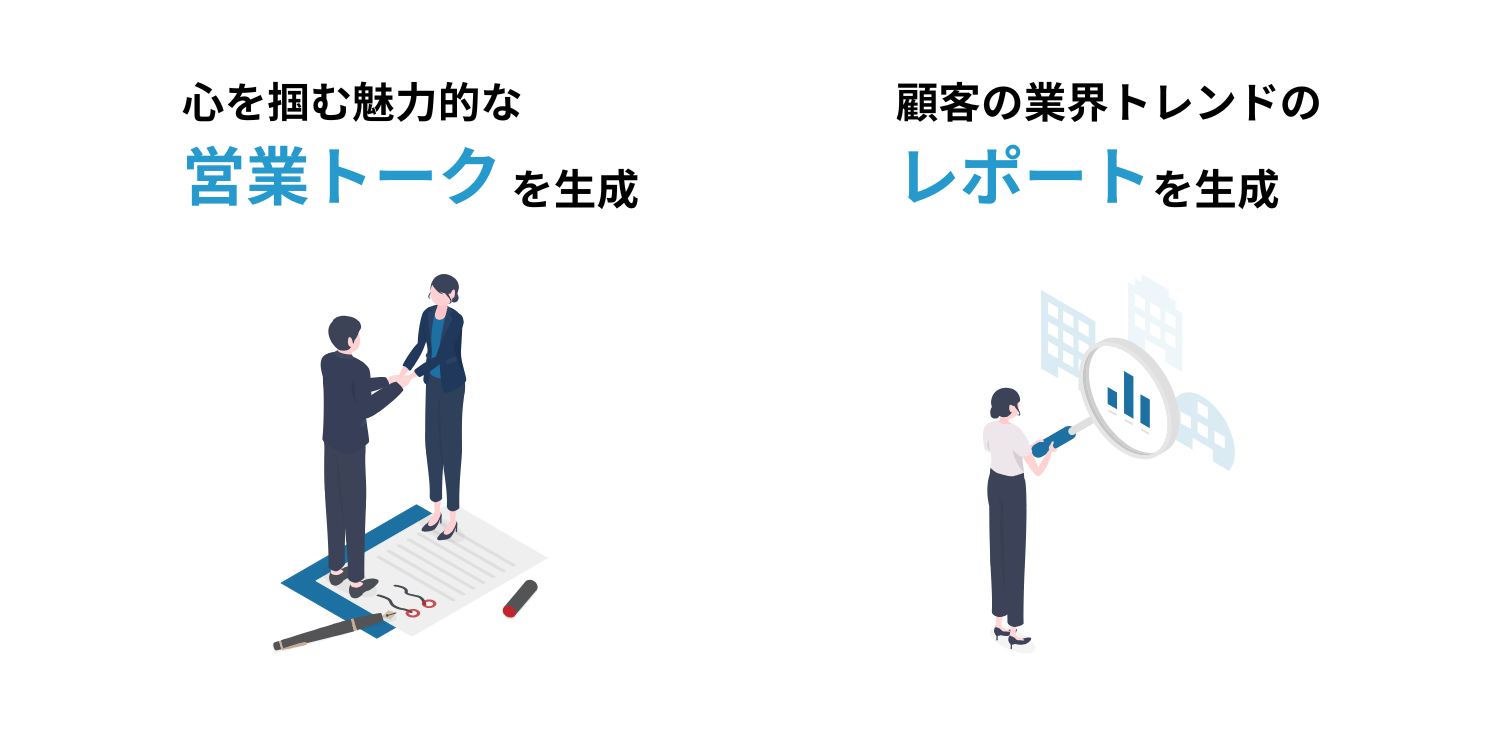 心を掴む魅力的な
営業トークを生成
顧客の業界トレンドの
レポートを生成